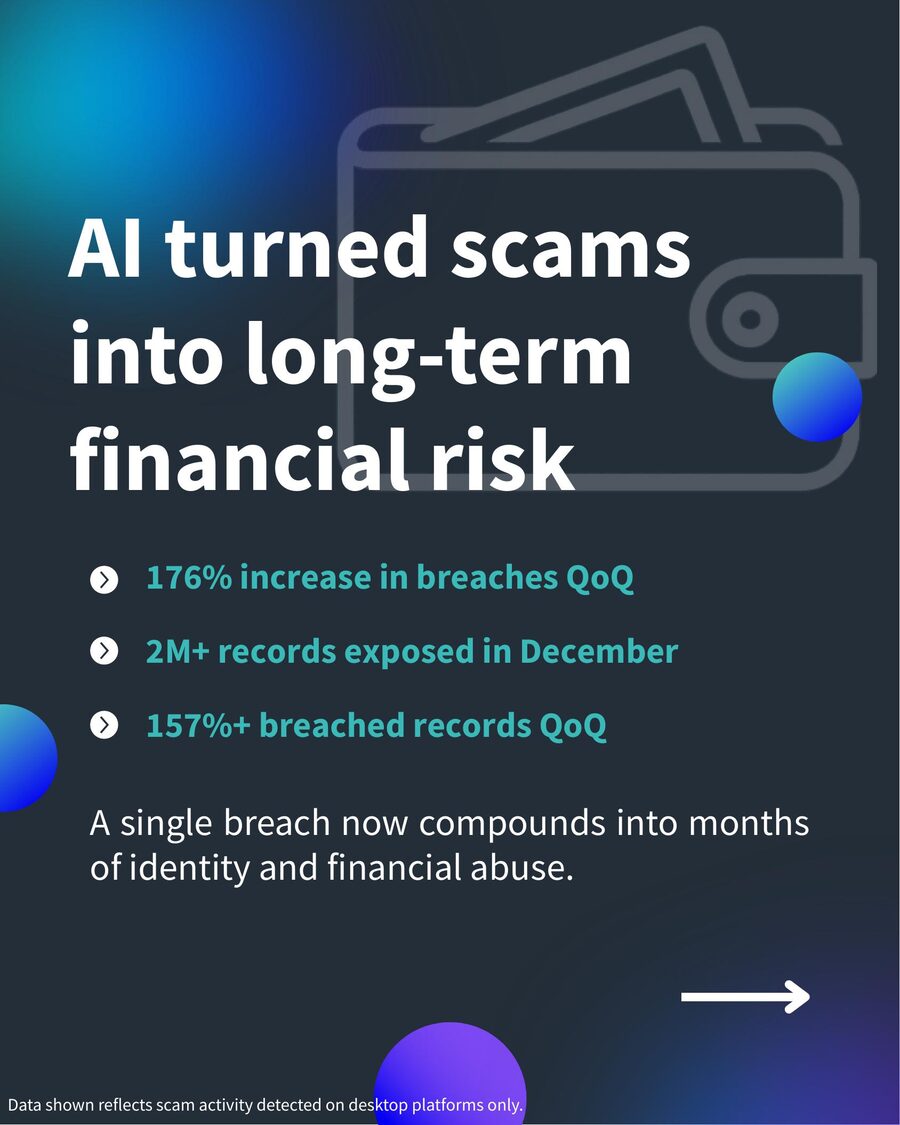 AI turned scams
into long-term
financial risk
176% increase in breaches QoQ
2M+ records exposed in December
157%+ breached records QoQ
A single breach now compounds into months
of identity and financial abuse.
Data shown reflects scam activity detected on desktop platforms only.